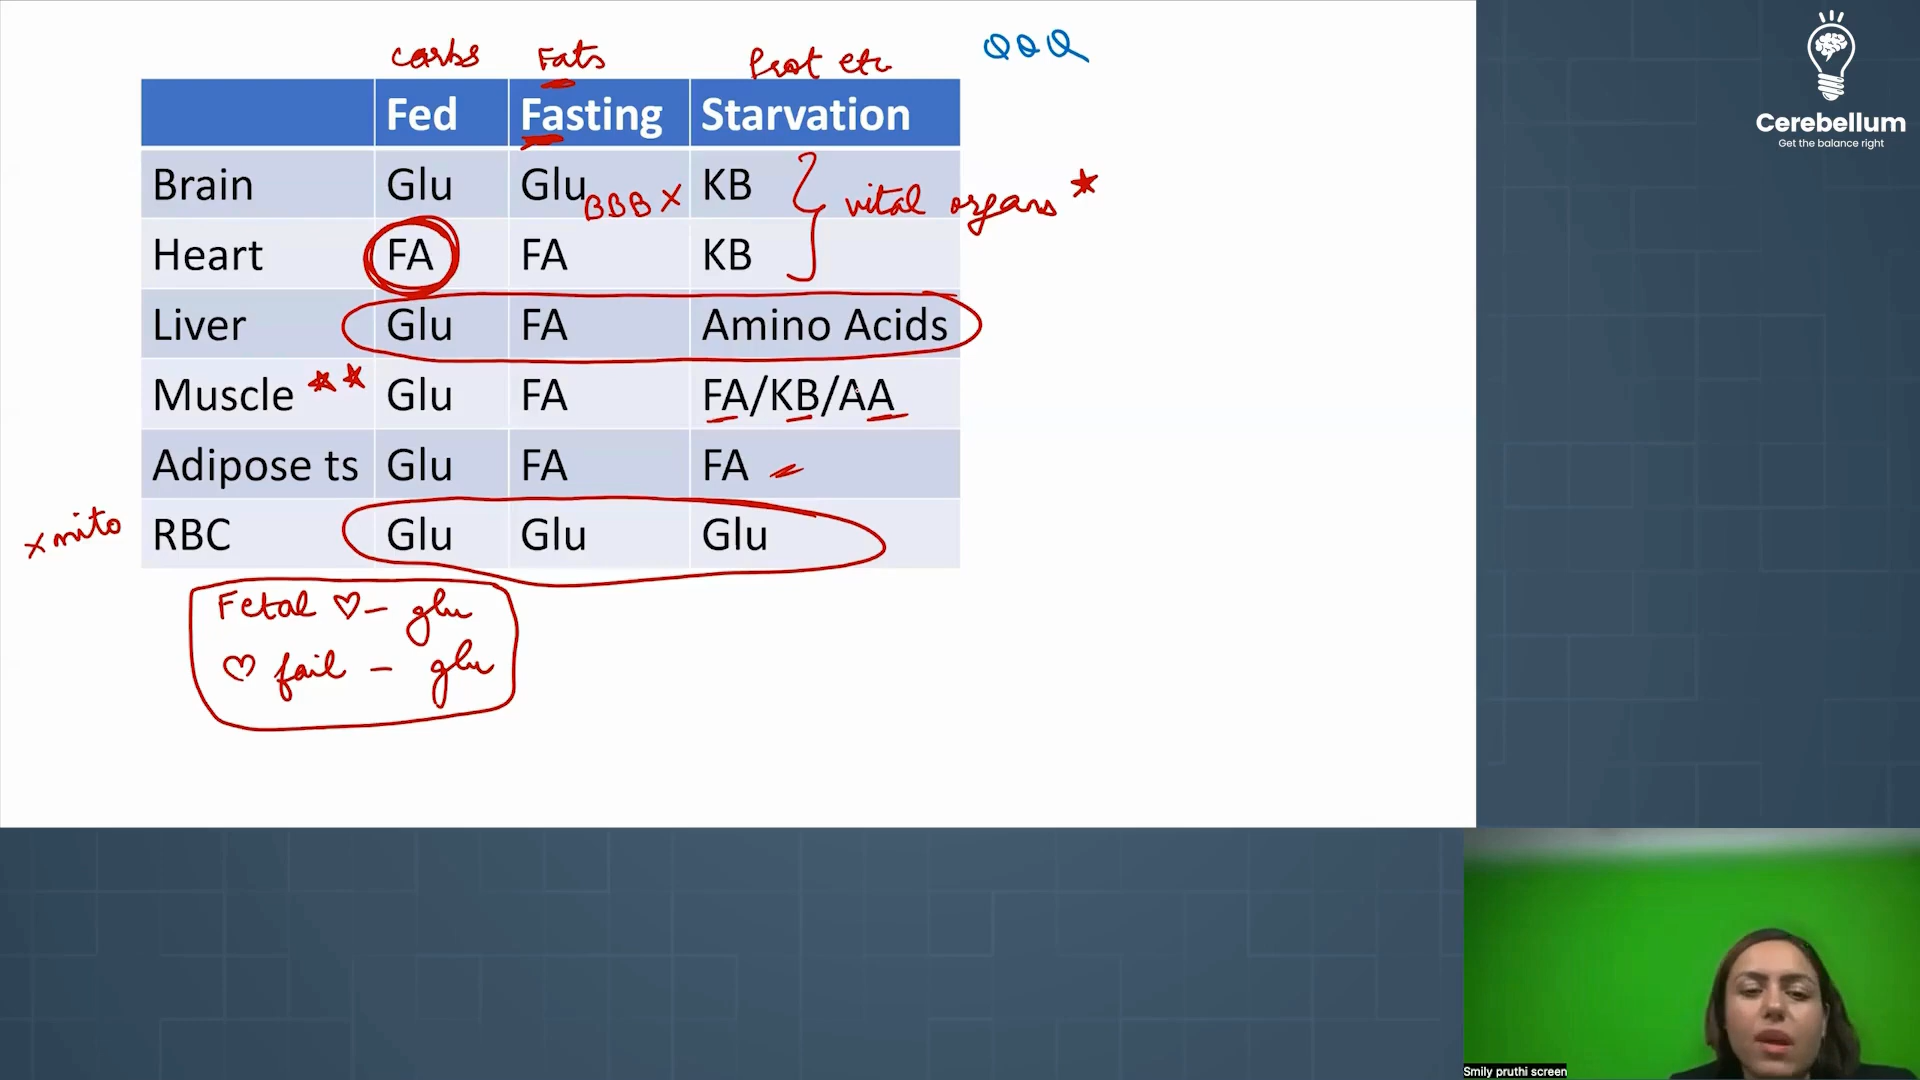 carbs Fats Prot etc QQQ
Fed Fasting Starvation
Brain Glu Glu BBB X KB vital organs
Heart FA FA KB
Liver Glu FA Amino Acids
Muscle Glu FA FA/KB/AA
Adipose ts Glu FA FA
x mito RBC Glu Glu Glu
Fetal ♡ – glu
♡ fail – glu
Cerebellum
Get the balance right
Smily pruthi screen